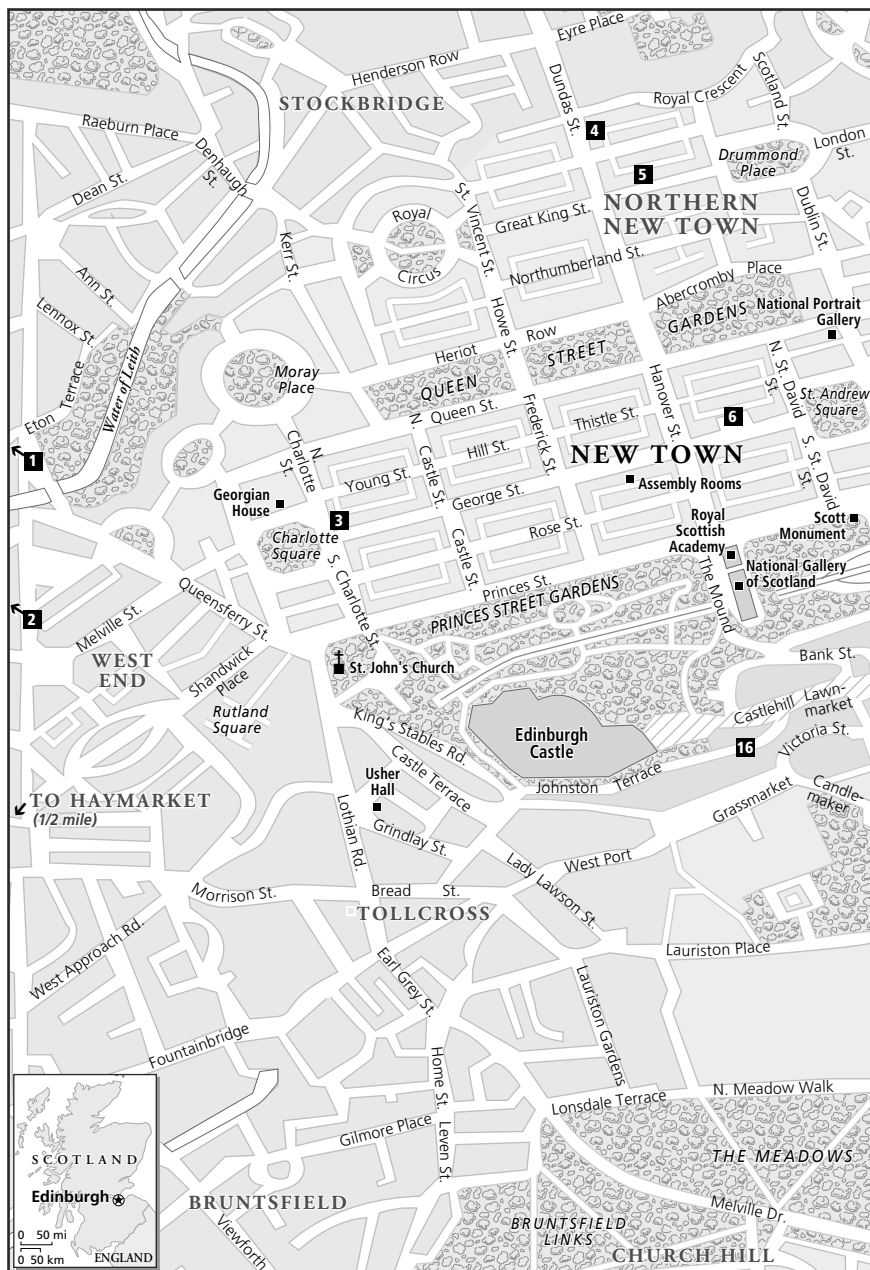 Eyre Place
Henderson Row
Dundas St.
Scotland St.
Royal Crescent
STOCKBRIDGE
4
London
St.
Raeburn Place
Denhaugh
St.
Drummond
Place
5
Dean St.
NORTHERN
NEW TOWN
St. Vincent St.
Royal
Circus
Great King St.
Dublin St.
Kerr St.
Northumberland St.
Ann St.
Abercromby Place
National Portrait
Gallery
Lennox St.
Howe St.
Heriot Row
QUEEN STREET GARDENS
Water of Leith
Moray
Place
Eton Terrace
Queen St.
Hanover St.
N. St. David
St.
St. Andrew
Square
Frederick St.
Thistle St.
6
N. Castle St.
Hill St.
NEW TOWN
1
N. Charlotte
St.
Young St.
George St.
Assembly Rooms
S. St. David
St.
Georgian
House
3
Charlotte
Square
Rose St.
Royal
Scottish
Academy
Scott
Monument
Castle St.
National Gallery
of Scotland
S. Charlotte St.
Princes St.
PRINCES STREET GARDENS
The Mound
2
Melville St.
Queensferry St.
WEST
END
Shandwick
Place
St. John's Church
Bank St.
Rutland
Square
Castlehill
Lawn-
market
King's Stables Rd.
Edinburgh
Castle
16
Victoria St.
Castle Terrace
Usher
Hall
Johnston Terrace
Candle-
maker
TO HAYMARKET
(1/2 mile)
Grassmarket
Lothian Rd.
Grindlay St.
West Port
Lady Lawson St.
Morrison St.
Bread St.
TOLLCROSS
West Approach Rd.
Lauriston Place
Earl Grey St.
Lauriston Gardens
Fountainbridge
Home St.
N. Meadow Walk
Lonsdale Terrace
Gilmore Place
Leven St.
THE MEADOWS
BRUNTSFIELD
Melville Dr.
Viewforth
BRUNTSFIELD
LINKS
CHURCH HILL
SCOTLAND
Edinburgh
0 50 mi
0 50 km
ENGLAND